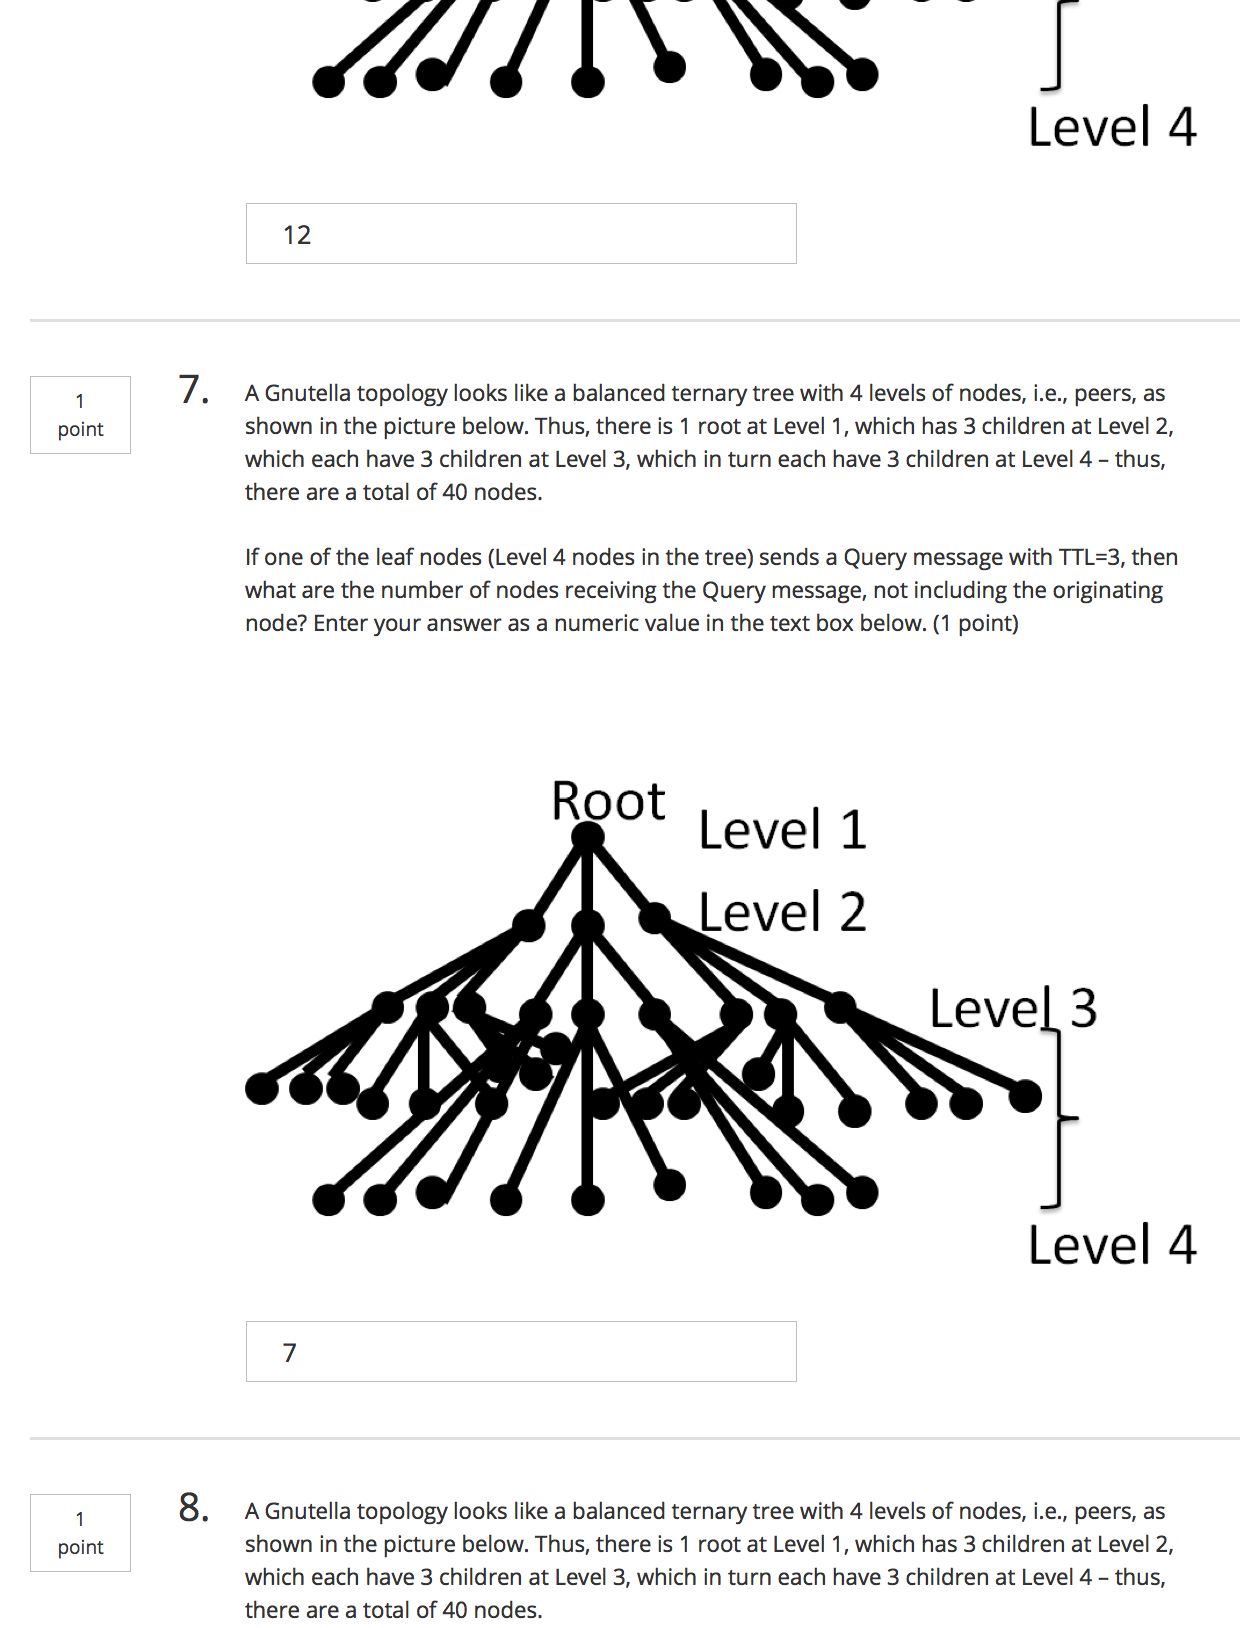 Level 4
12
1
point
7.
A Gnutella topology looks like a balanced ternary tree with 4 levels of nodes, i.e., peers, as
shown in the picture below. Thus, there is 1 root at Level 1, which has 3 children at Level 2,
which each have 3 children at Level 3, which in turn each have 3 children at Level 4 – thus,
there are a total of 40 nodes.
If one of the leaf nodes (Level 4 nodes in the tree) sends a Query message with TTL=3, then
what are the number of nodes receiving the Query message, not including the originating
node? Enter your answer as a numeric value in the text box below. (1 point)
Root
Level 1
Level 2
Level 3
Level 4
7
1
point
8.
A Gnutella topology looks like a balanced ternary tree with 4 levels of nodes, i.e., peers, as
shown in the picture below. Thus, there is 1 root at Level 1, which has 3 children at Level 2,
which each have 3 children at Level 3, which in turn each have 3 children at Level 4 – thus,
there are a total of 40 nodes.